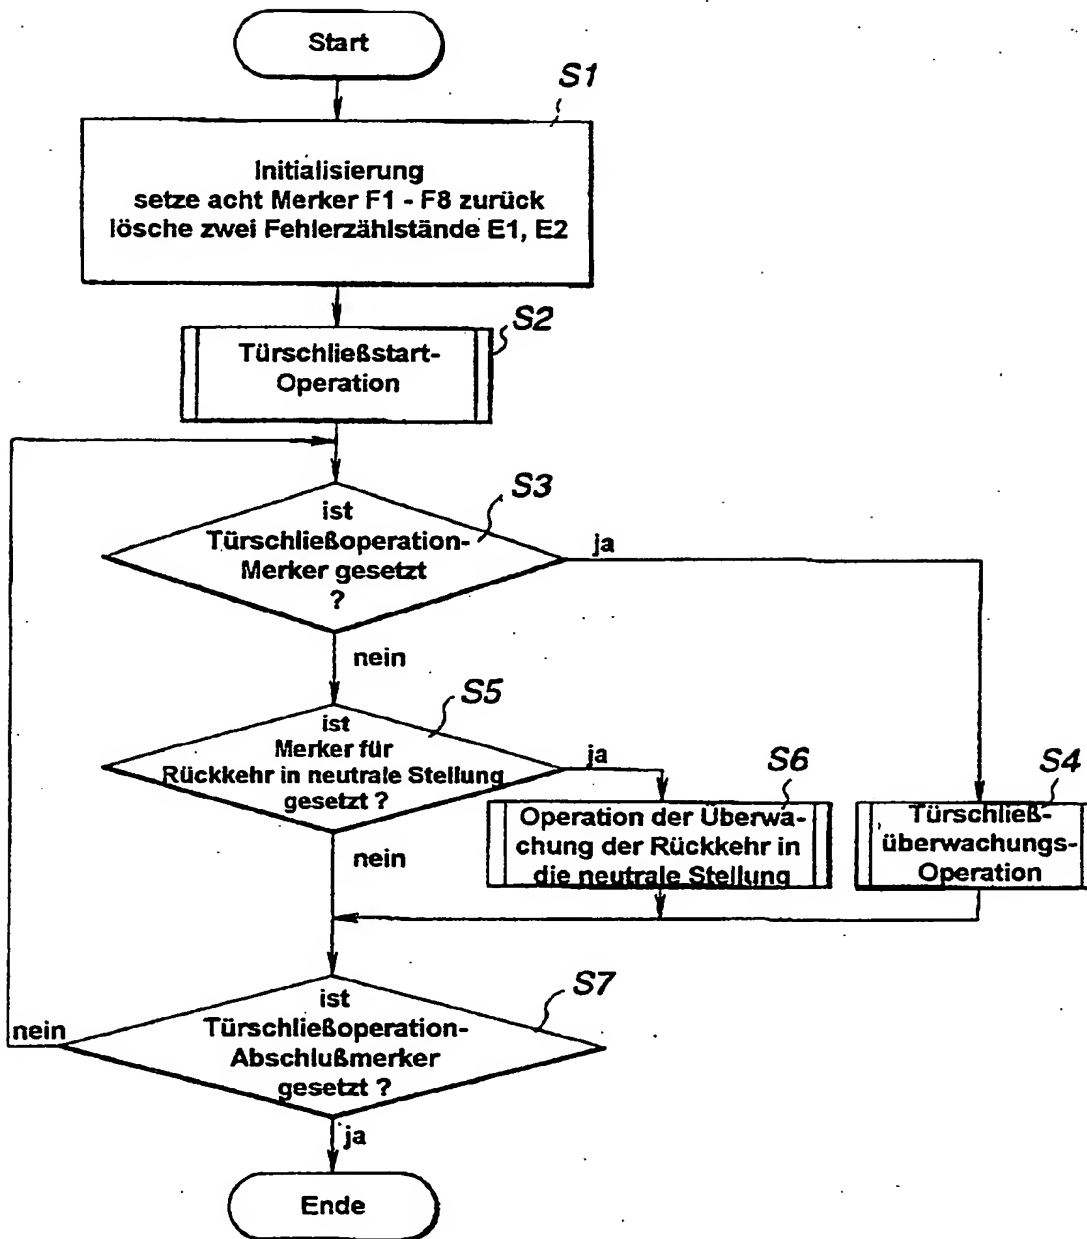 Start
S1
Initialisierung
setze acht Merker F1 - F8 zurück
lösche zwei Fehlerzählstände E1, E2
S2
Türschließstart-
Operation
S3
ist
Türschließoperation-
Merker gesetzt
?
ja
nein
S5
ist
Merker für
Rückkehr in neutrale Stellung
gesetzt ?
ja
nein
S6
Operation der Überwa-
chung der Rückkehr in
die neutrale Stellung
S4
Türschließ-
überwachungs-
Operation
S7
ist
Türschließoperation-
Abschlußmerker
gesetzt ?
nein
ja
Ende